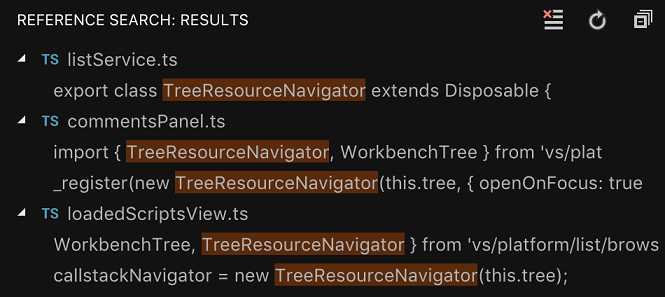 REFERENCE SEARCH: RESULTS
TS listService.ts
export class TreeResourceNavigator extends Disposable {
TS commentsPanel.ts
import { TreeResourceNavigator, WorkbenchTree } from 'vs/plat
_register(new TreeResourceNavigator(this.tree, { openOnFocus: true
TS loadedScriptsView.ts
WorkbenchTree, TreeResourceNavigator } from 'vs/platform/list/brows
callstackNavigator = new TreeResourceNavigator(this.tree);